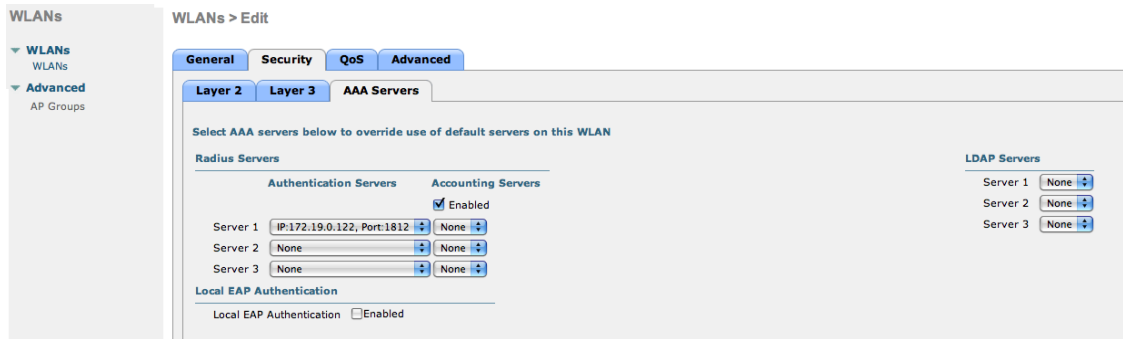 WLANs
WLANs > Edit
WLANs
WLANs
Advanced
AP Groups
General Security QoS Advanced
Layer 2 Layer 3 AAA Servers
Select AAA servers below to override use of default servers on this WLAN
Radius Servers
LDAP Servers
Authentication Servers Accounting Servers
Enabled
Server 1 IP:172.19.0.122, Port:1812 None
Server 2 None None
Server 3 None None
Server 1 None
Server 2 None
Server 3 None
Local EAP Authentication
Local EAP Authentication Enabled